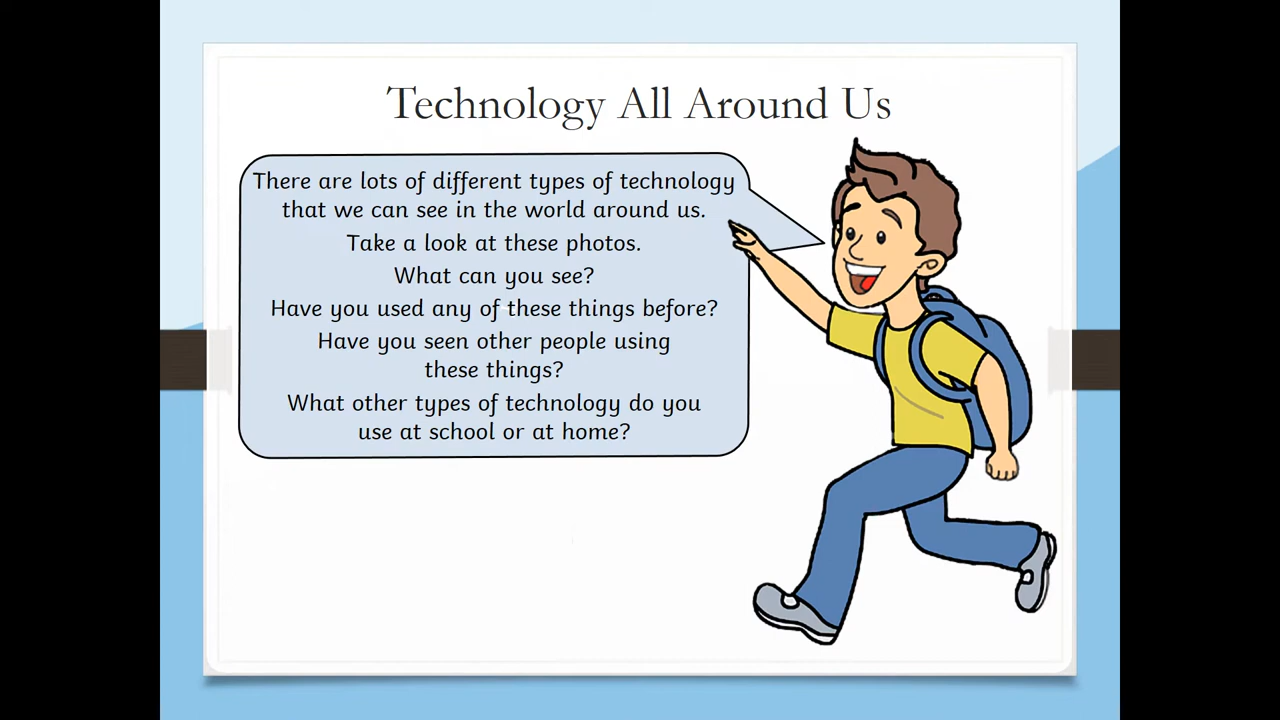 Technology All Around Us
There are lots of different types of technology
that we can see in the world around us.
Take a look at these photos.
What can you see?
Have you used any of these things before?
Have you seen other people using
these things?
What other types of technology do you
use at school or at home?